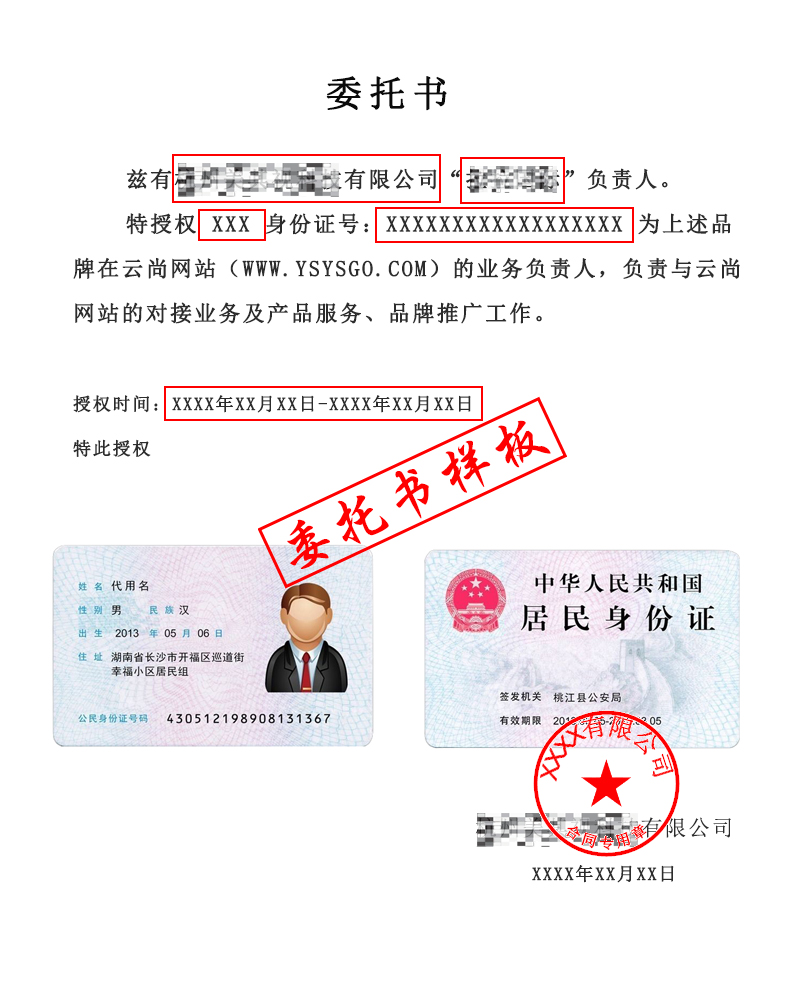 委托书
兹有 技有限公司“ 标”负责人。
特授权 XXX 身份证号: XXXXXXXXXXXXXXXXXX 为上述品
牌在云尚网站（WWW.YSYSGO.COM）的业务负责人，负责与云尚
网站的对接业务及产品服务、品牌推广工作。
授权时间: XXXX年XX月XX日-XXXX年XX月XX日
特此授权
委托书样板
姓名 代用名
性别 男 民族 汉
出生 2013 年 05 月 06 日
住址 湖南省长沙市开福区巡道街
幸福小区居民组
公民身份证号码 430512198908131367
中华人民共和国
居民身份证
签发机关 桃江县公安局
有效期限
XXXX有限公司
合同专用章
有限公司
XXXX年XX月XX日